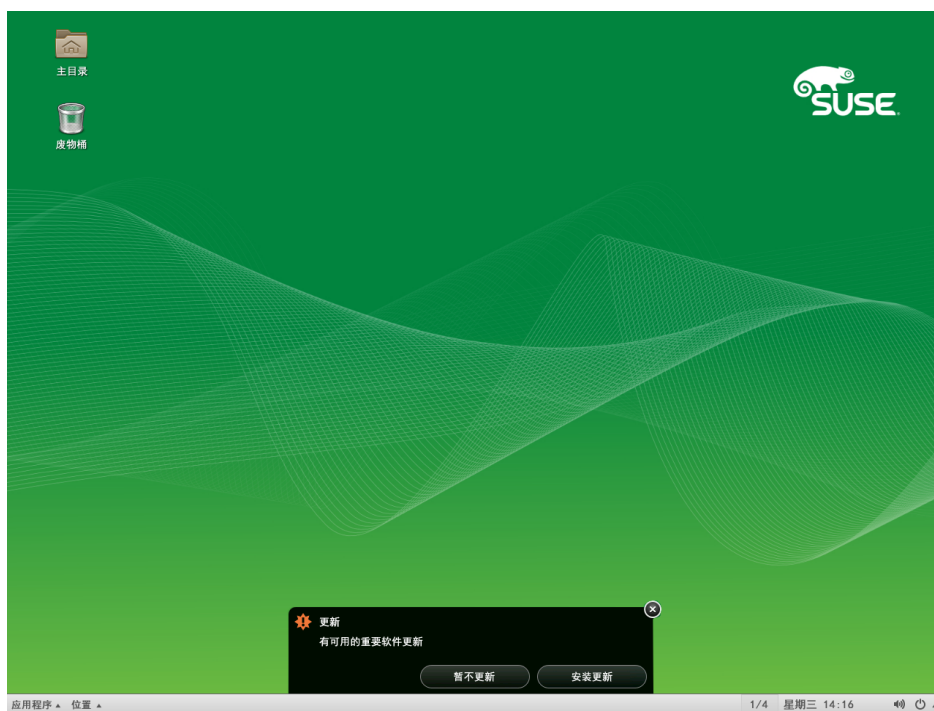 主目录
SUSE
废物桶
更新
有可用的重要软件更新
暂不更新 安装更新
应用程序 位置 1/4 星期三 14:16